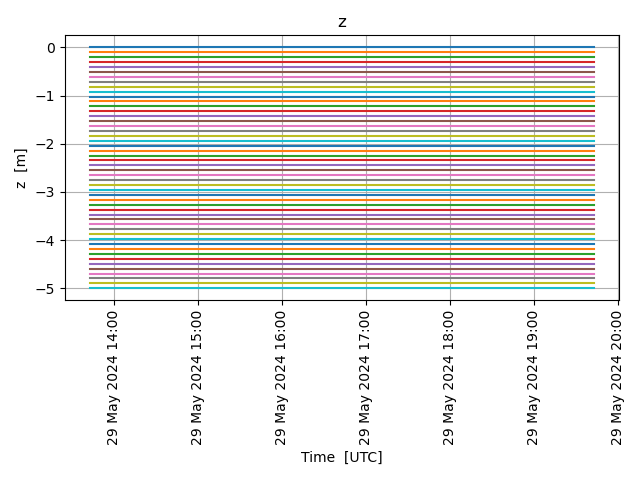 z
0
−1
−2
−3
−4
−5
z [m]
29 May 2024 14:00
29 May 2024 15:00
29 May 2024 16:00
29 May 2024 17:00
29 May 2024 18:00
29 May 2024 19:00
29 May 2024 20:00
Time [UTC]